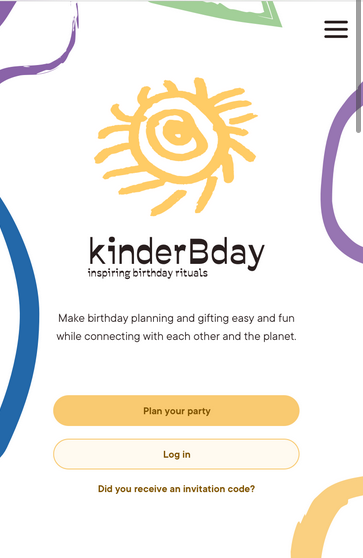 kinderBday
inspiring birthday rituals
Make birthday planning and gifting easy and fun
while connecting with each other and the planet.
Plan your party
Log in
Did you receive an invitation code?